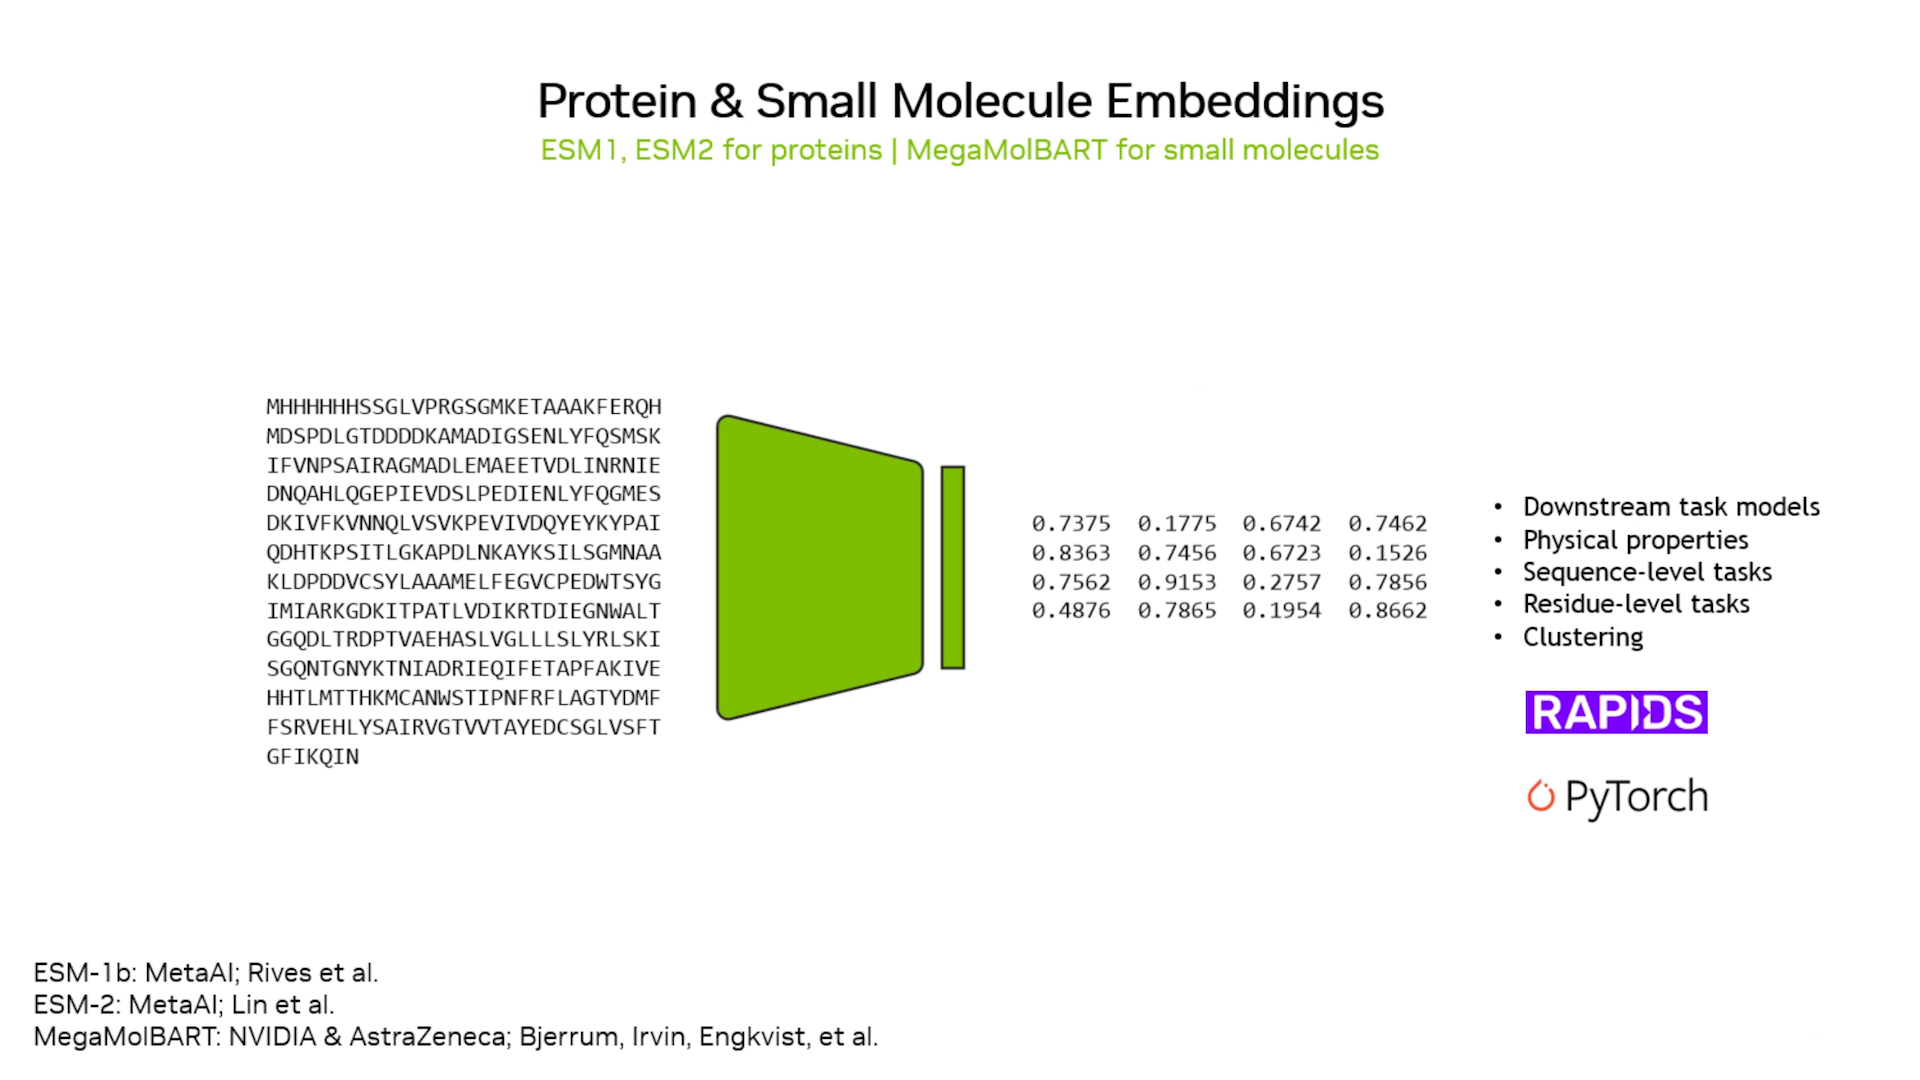 Protein & Small Molecule Embeddings
ESM1, ESM2 for proteins | MegaMolBART for small molecules
MHHHHHHSSGLVPRGSGMKETAAAKFERQH
MDSPDLGTDDDDKAMADIGSENLYFQSMSK
IFVNPSAIRAGMADLEMAEETVDLINRNIE
DNQAHLQGEPIEVDSLPEDIENLYFQGMES
DKIVFKVNNQLVSVKPEVIVDQYEYKYPAI
QDHTKPSITLGKAPDLNKAYKSILSGMNAA
KLDPDDVCSYLAAAMELFEGVCPEDWTSYG
IMIARKGDKITPATLVDIKRTDIEGNWALT
GGQDLTRDPTVAEHASLVGLLLSLYRLSKI
SGQNTGNYKTNIADRIEQIFETAPFAKIVE
HHTLMTTHKMCANWSTIPNFRFLAGTYDMF
FSRVEHLYSAIRVGTVVTAYEDCSGLVSFT
GFIKQIN
0.7375 0.1775 0.6742 0.7462
0.8363 0.7456 0.6723 0.1526
0.7562 0.9153 0.2757 0.7856
0.4876 0.7865 0.1954 0.8662
• Downstream task models
• Physical properties
• Sequence-level tasks
• Residue-level tasks
• Clustering
RAPIDS
PyTorch
ESM-1b: MetaAI; Rives et al.
ESM-2: MetaAI; Lin et al.
MegaMolBART: NVIDIA & AstraZeneca; Bjerrum, Irvin, Engkvist, et al.